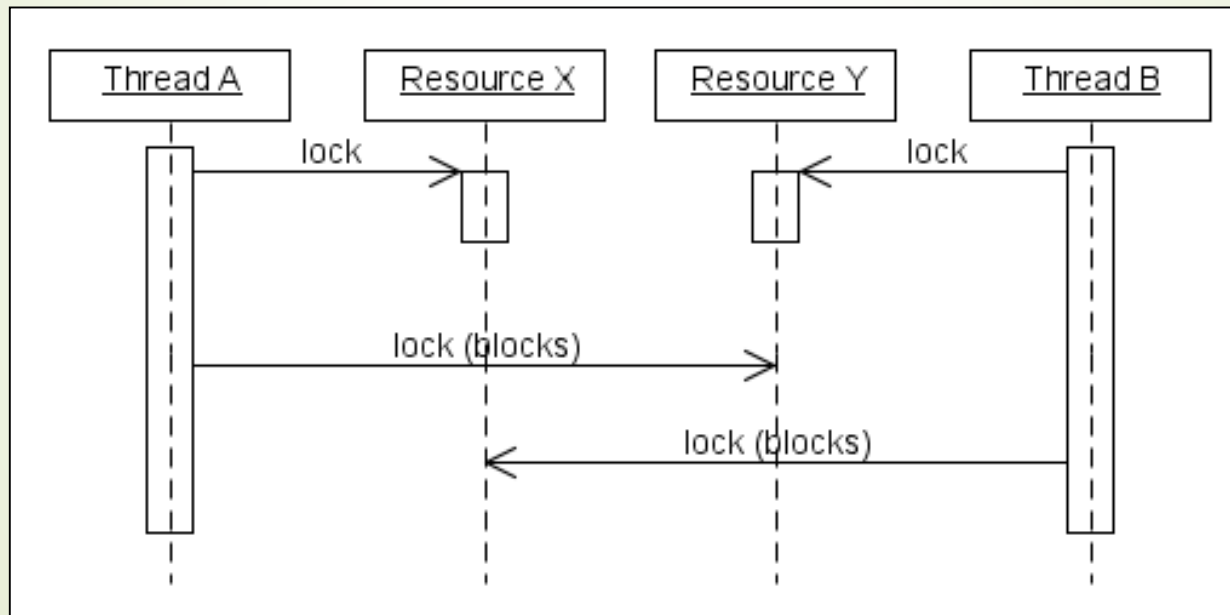 Thread A
Resource X
Resource Y
Thread B
lock
lock
lock (blocks)
lock (blocks)